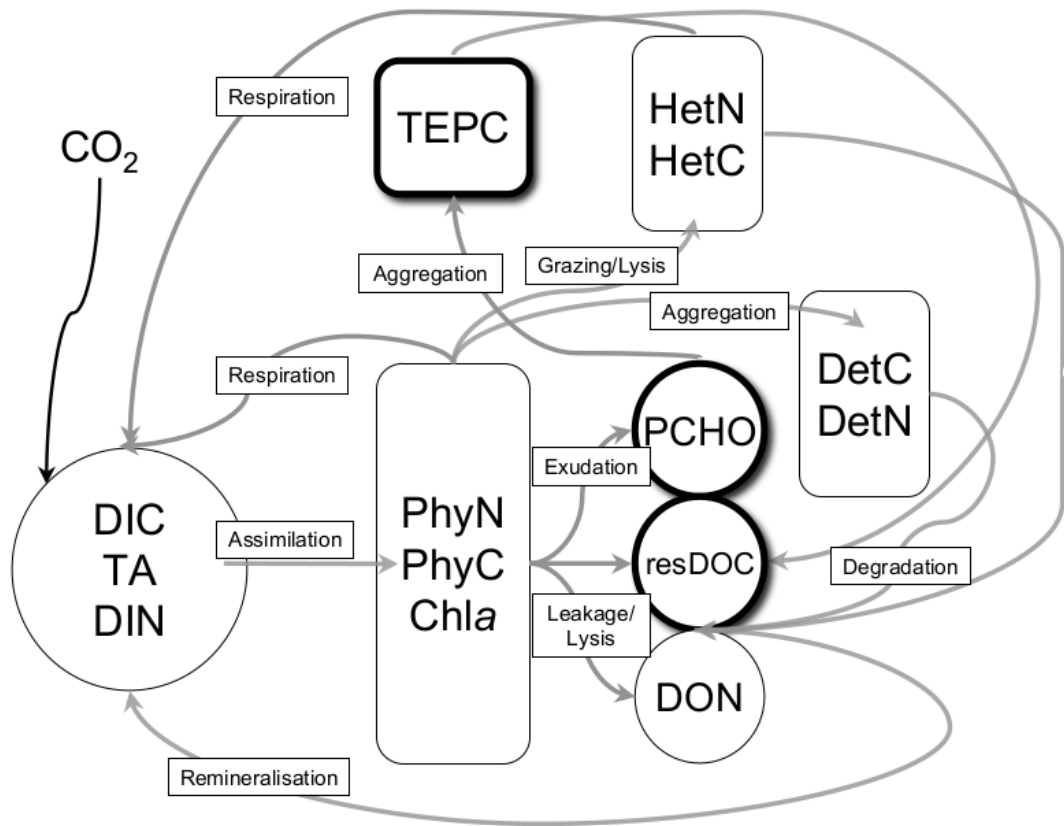 Respiration
TEPC
HetN
HetC
CO₂
Aggregation
Grazing/Lysis
Aggregation
Respiration
DetC
DetN
PCHO
Exudation
DIC
TA
DIN
Assimilation
PhyN
PhyC
Chla
resDOC
Degradation
Leakage/
Lysis
DON
Remineralisation